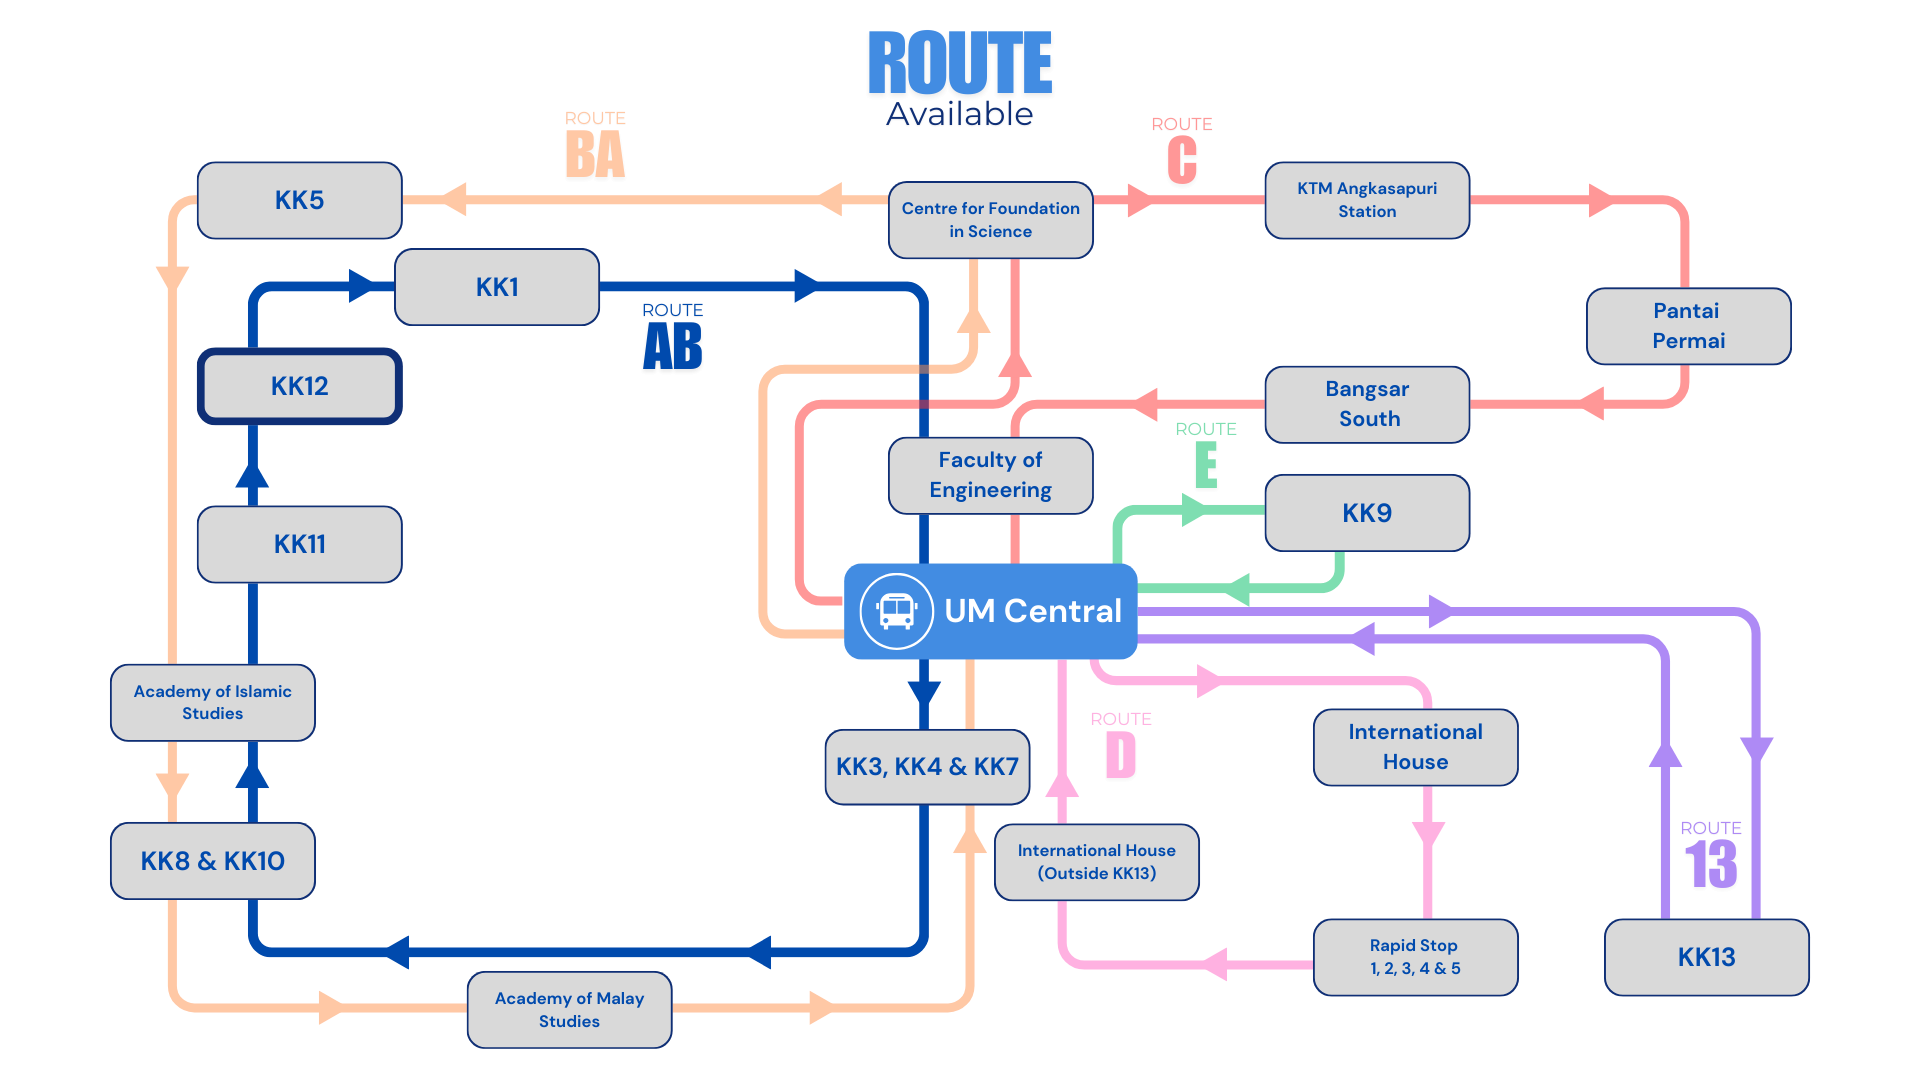 ROUTE
Available
ROUTE
BA
ROUTE
C
KK5
Centre for Foundation
in Science
KTM Angkasapuri
Station
KK1
ROUTE
AB
Pantai
Permai
KK12
Bangsar
South
ROUTE
E
Faculty of
Engineering
KK9
KK11
UM Central
Academy of Islamic
Studies
KK3, KK4 & KK7
ROUTE
D
International
House
KK8 & KK10
International House
(Outside KK13)
ROUTE
13
Rapid Stop
1, 2, 3, 4 & 5
KK13
Academy of Malay
Studies